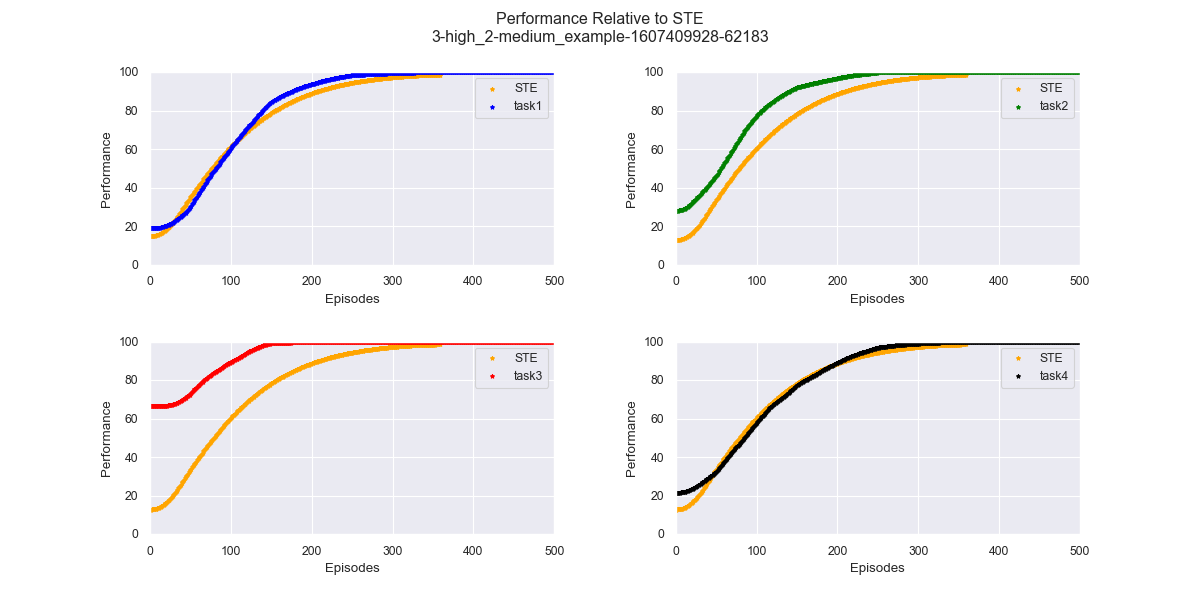 Performance Relative to STE
3-high_2-medium_example-1607409928-62183
100
80
60
40
20
0
Performance
0 100 200 300 400 500
Episodes
STE
task1
100
80
60
40
20
0
Performance
0 100 200 300 400 500
Episodes
STE
task2
100
80
60
40
20
0
Performance
0 100 200 300 400 500
Episodes
STE
task3
100
80
60
40
20
0
Performance
0 100 200 300 400 500
Episodes
STE
task4